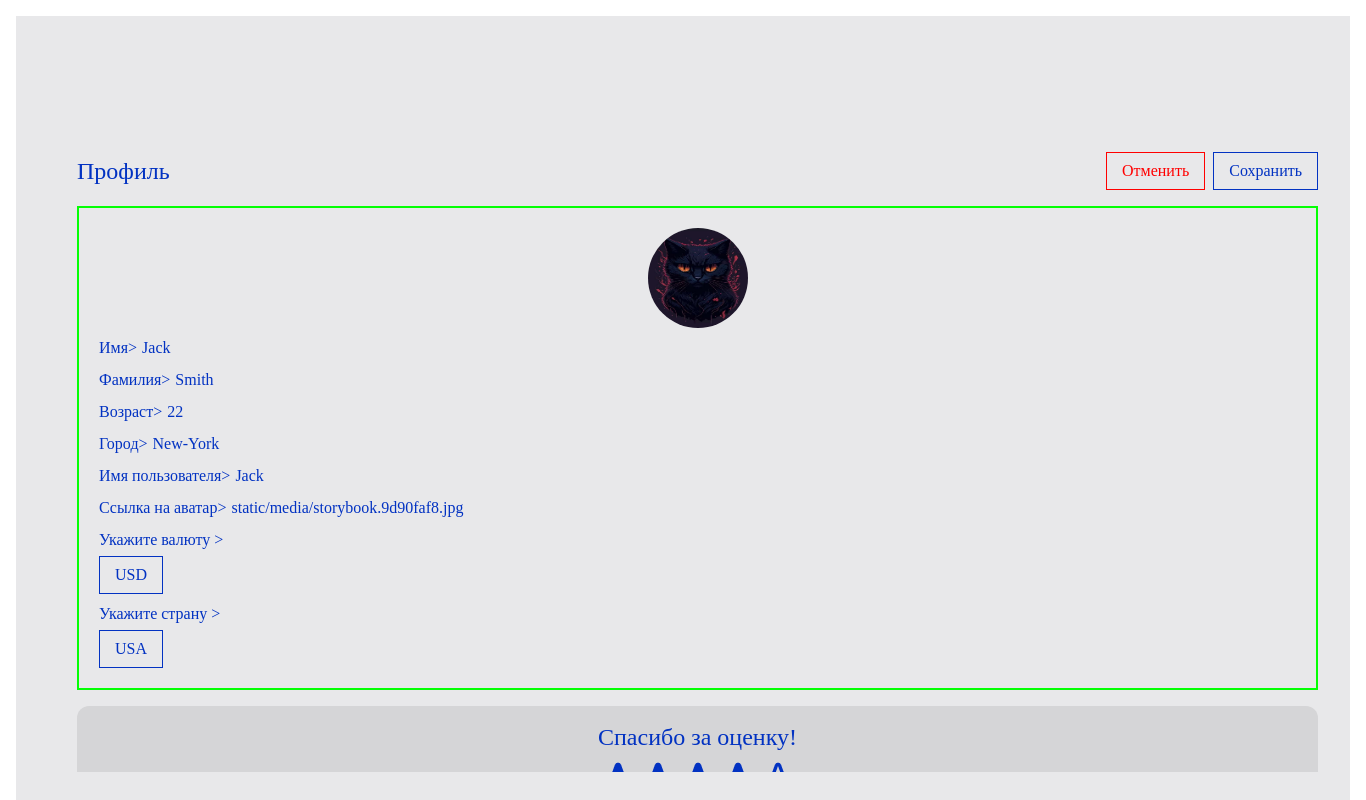 Профиль
Отменить
Сохранить
Имя> Jack
Фамилия> Smith
Возраст> 22
Город> New-York
Имя пользователя> Jack
Ссылка на аватар> static/media/storybook.9d90faf8.jpg
Укажите валюту >
USD
Укажите страну >
USA
Спасибо за оценку!